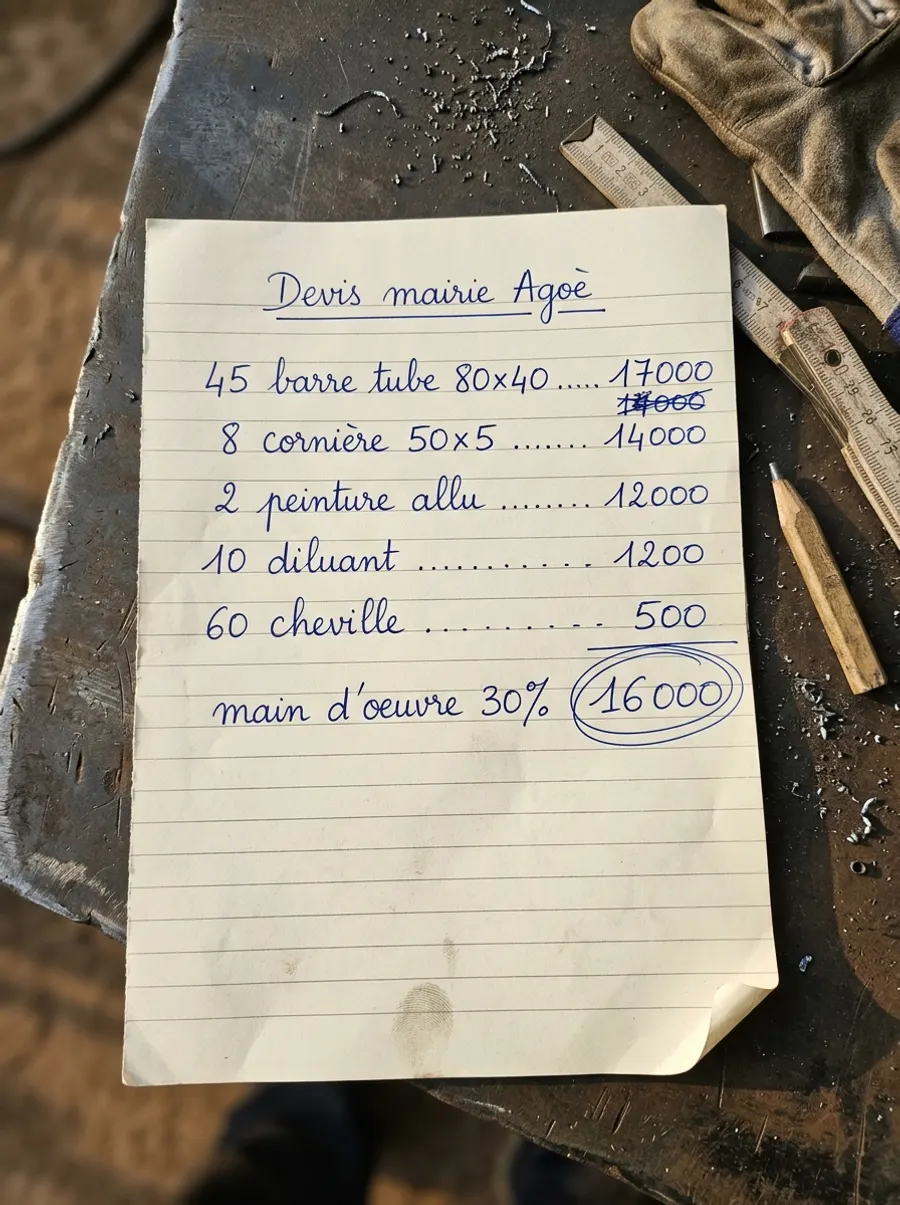 Devis mairie Agoè
45 barre tube 80x40 ..... 17000
14000
8 cornière 50x5 ....... 14000
2 peinture allu ........ 12000
10 diluant ........... 1200
60 cheville ......... 500
main d'oeuvre 30% 16000